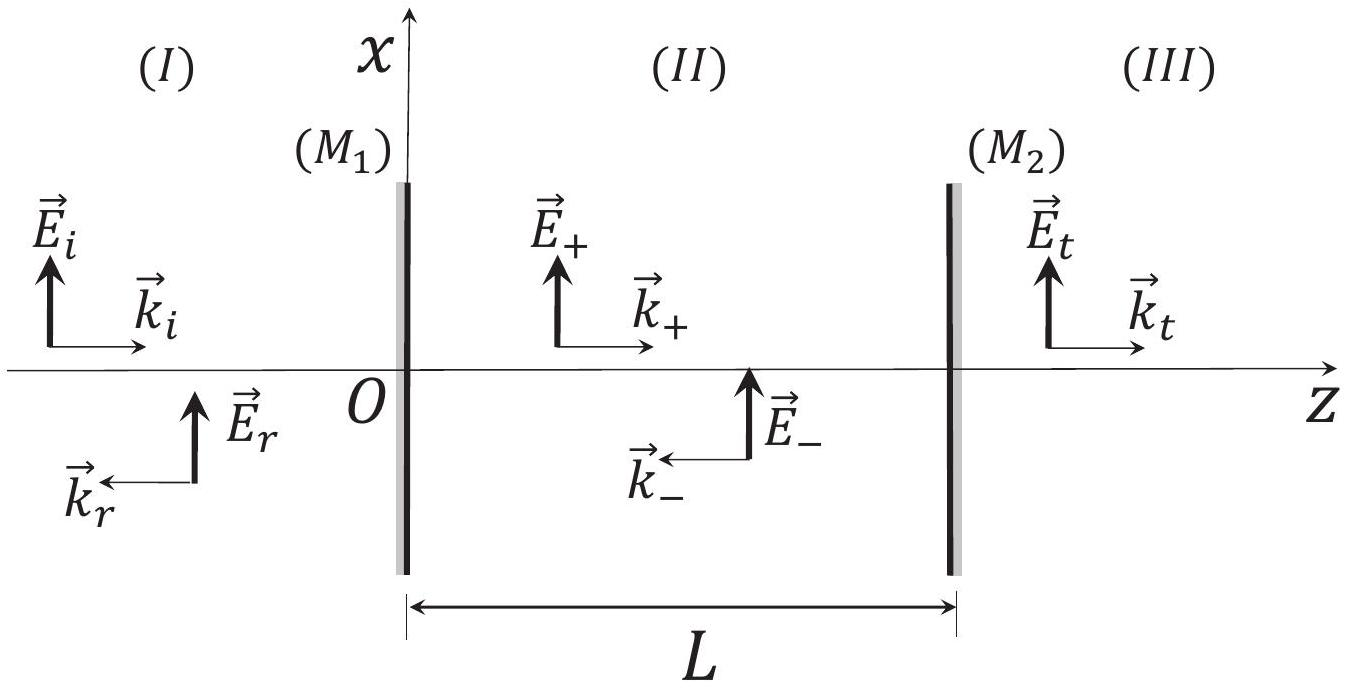 x (I) (II) (III)
(M₁) (M₂)
E⃗ᵢ E⃗₊ E⃗ₜ
k⃗ᵢ k⃗₊ k⃗ₜ
O z
E⃗ᵣ E⃗₋
k⃗ᵣ k⃗₋
L